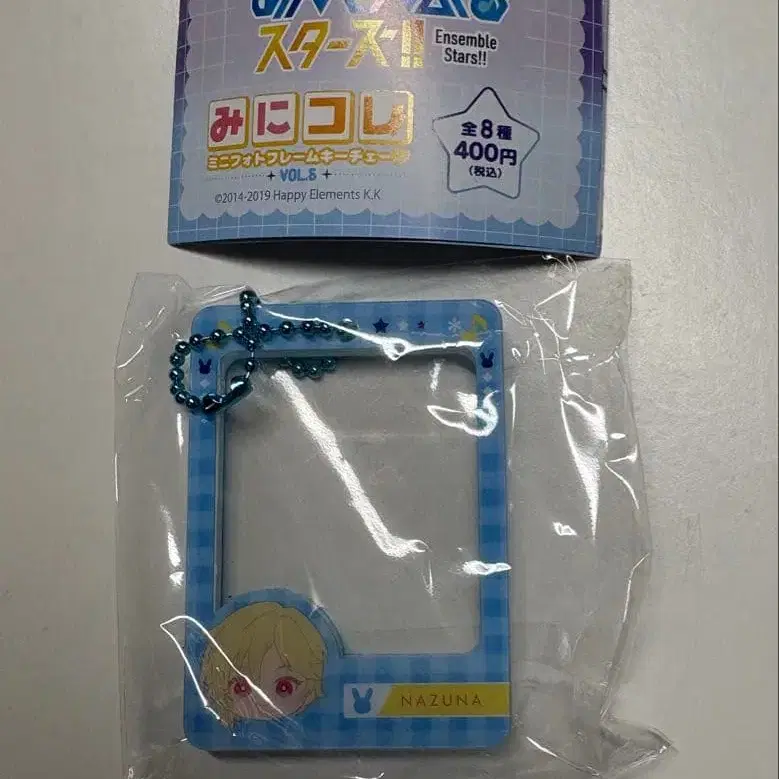 スターズ!!
Ensemble
Stars!!
みにコレ
ミニフォトフレームキーチェーン
VOL.8
全8種
400円
(税込)
©2014-2019 Happy Elements K.K
NAZUNA